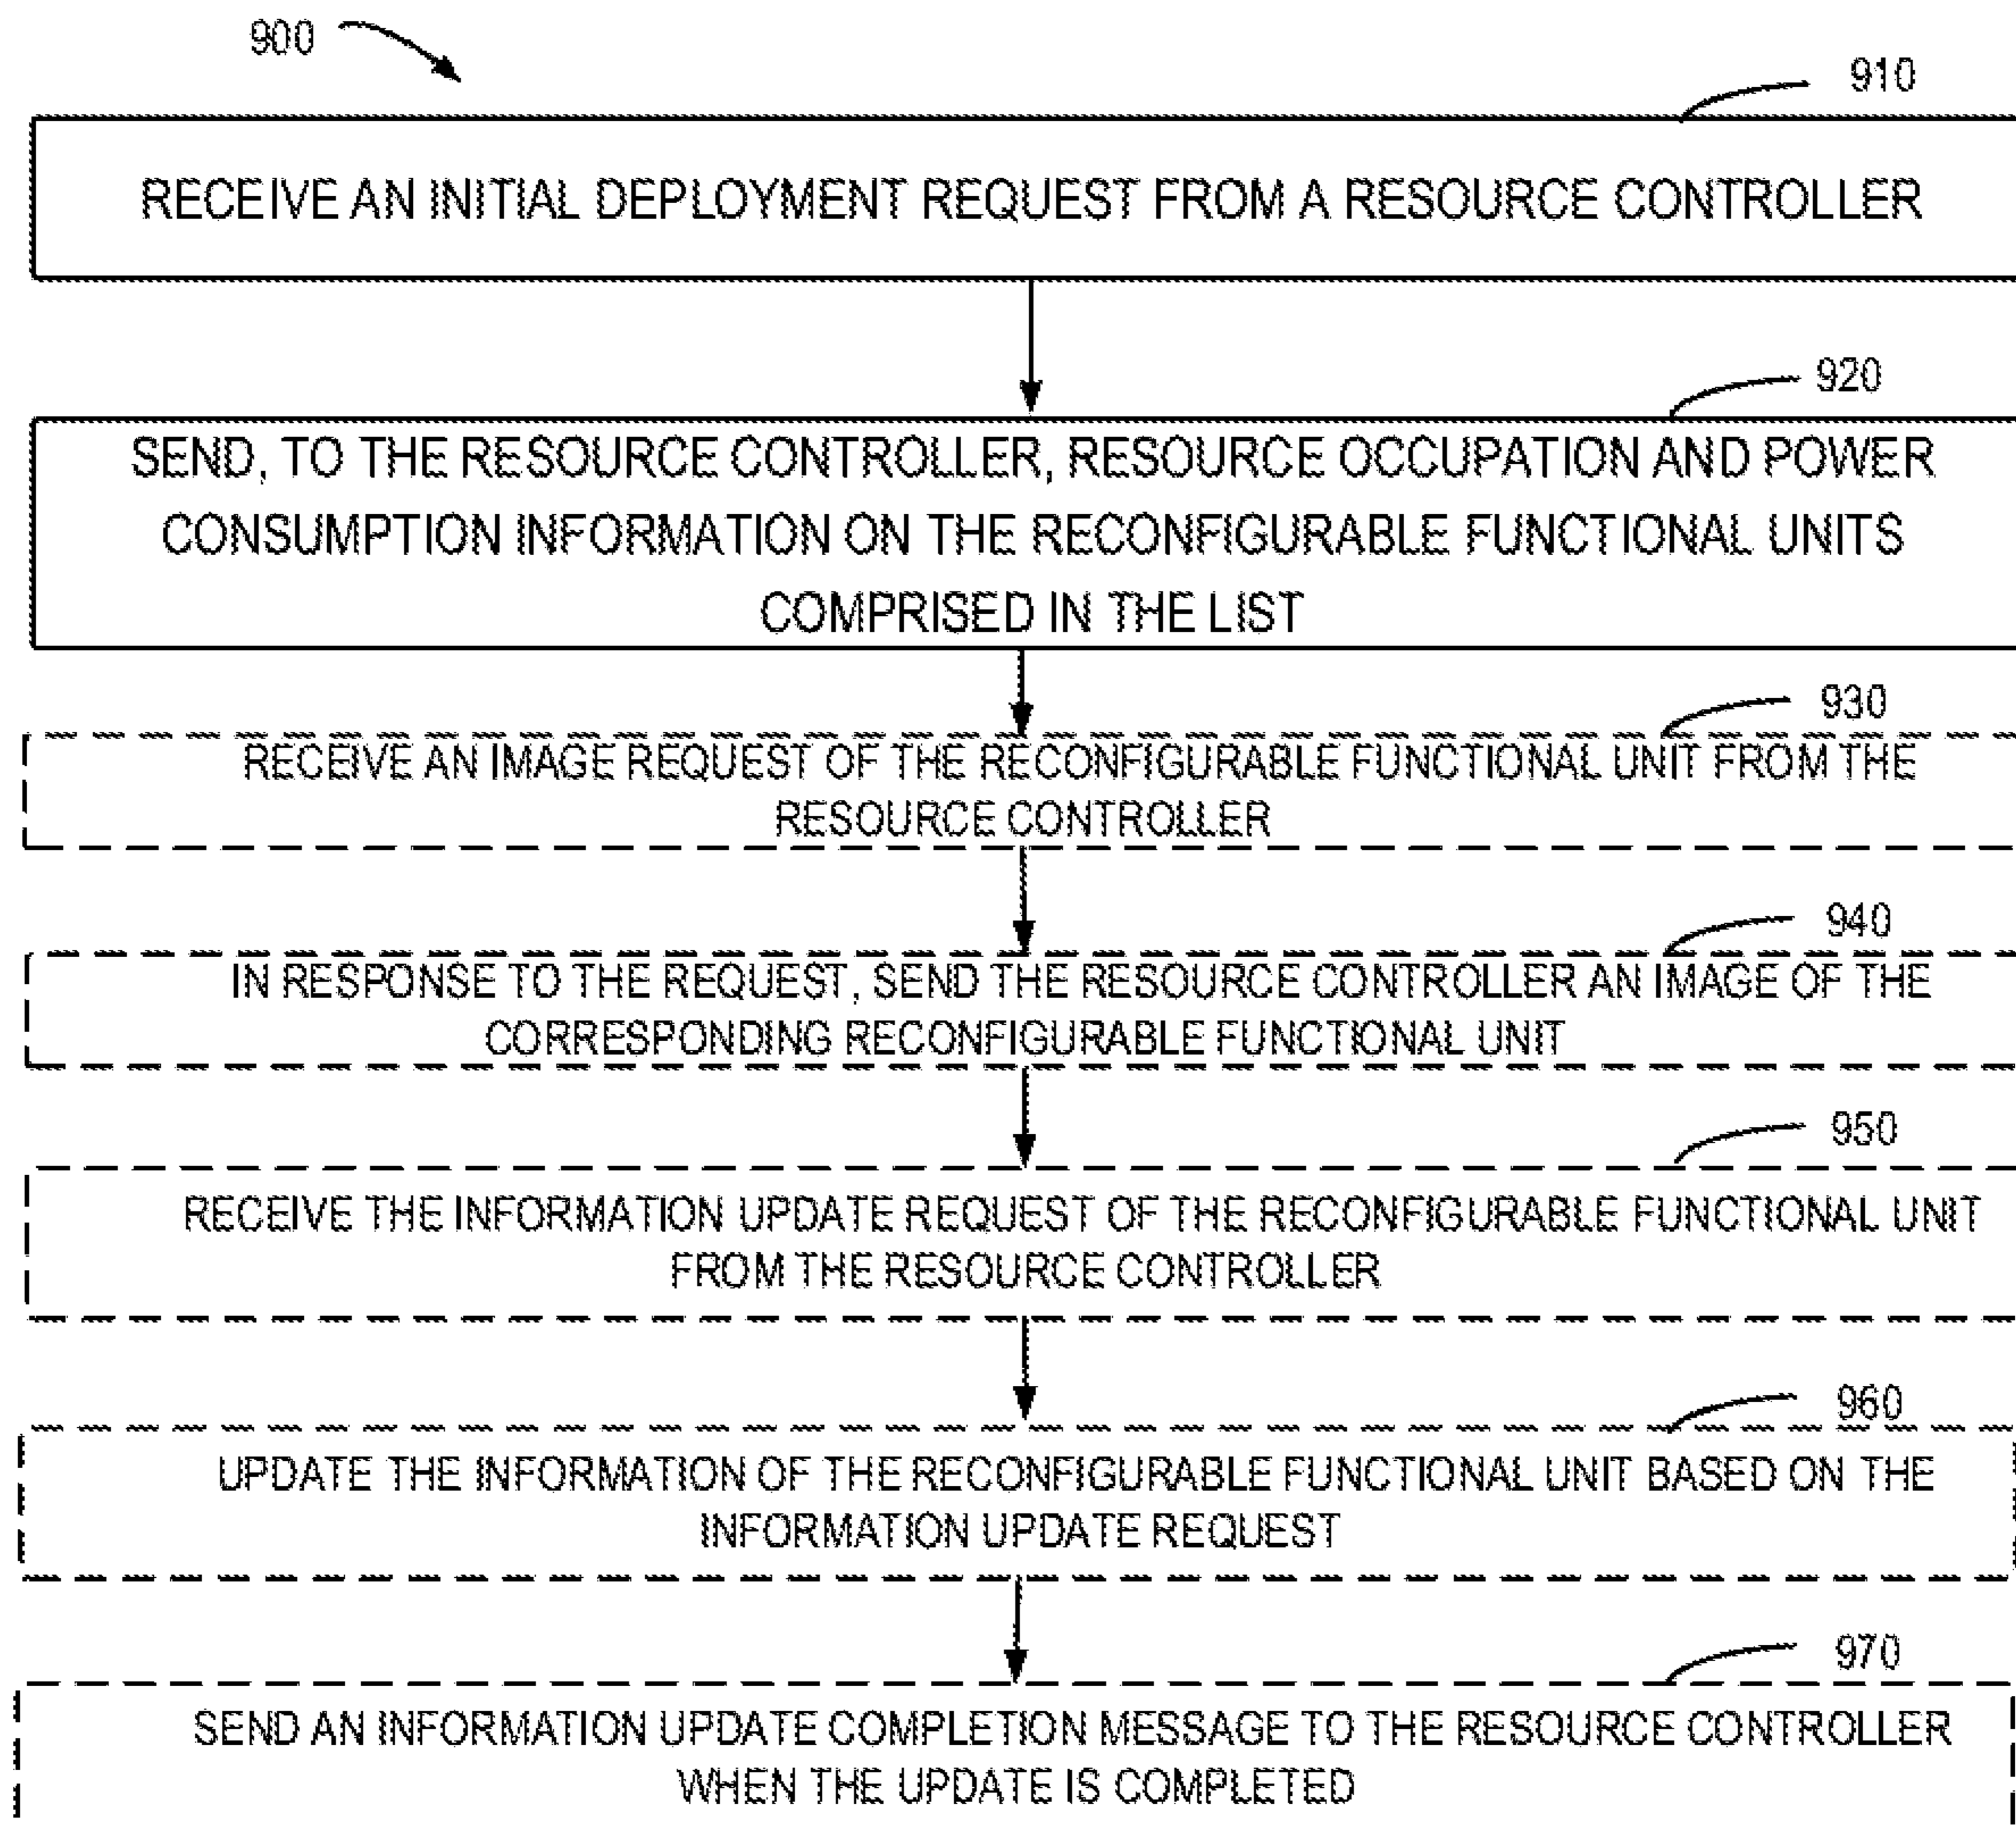 900
910
RECEIVE AN INITIAL DEPLOYMENT REQUEST FROM A RESOURCE CONTROLLER
920
SEND, TO THE RESOURCE CONTROLLER, RESOURCE OCCUPATION AND POWER
CONSUMPTION INFORMATION ON THE RECONFIGURABLE FUNCTIONAL UNITS
COMPRISED IN THE LIST
930
RECEIVE AN IMAGE REQUEST OF THE RECONFIGURABLE FUNCTIONAL UNIT FROM THE
RESOURCE CONTROLLER
940
IN RESPONSE TO THE REQUEST, SEND THE RESOURCE CONTROLLER AN IMAGE OF THE
CORRESPONDING RECONFIGURABLE FUNCTIONAL UNIT
950
RECEIVE THE INFORMATION UPDATE REQUEST OF THE RECONFIGURABLE FUNCTIONAL UNIT
FROM THE RESOURCE CONTROLLER
960
UPDATE THE INFORMATION OF THE RECONFIGURABLE FUNCTIONAL UNIT BASED ON THE
INFORMATION UPDATE REQUEST
970
SEND AN INFORMATION UPDATE COMPLETION MESSAGE TO THE RESOURCE CONTROLLER
WHEN THE UPDATE IS COMPLETED